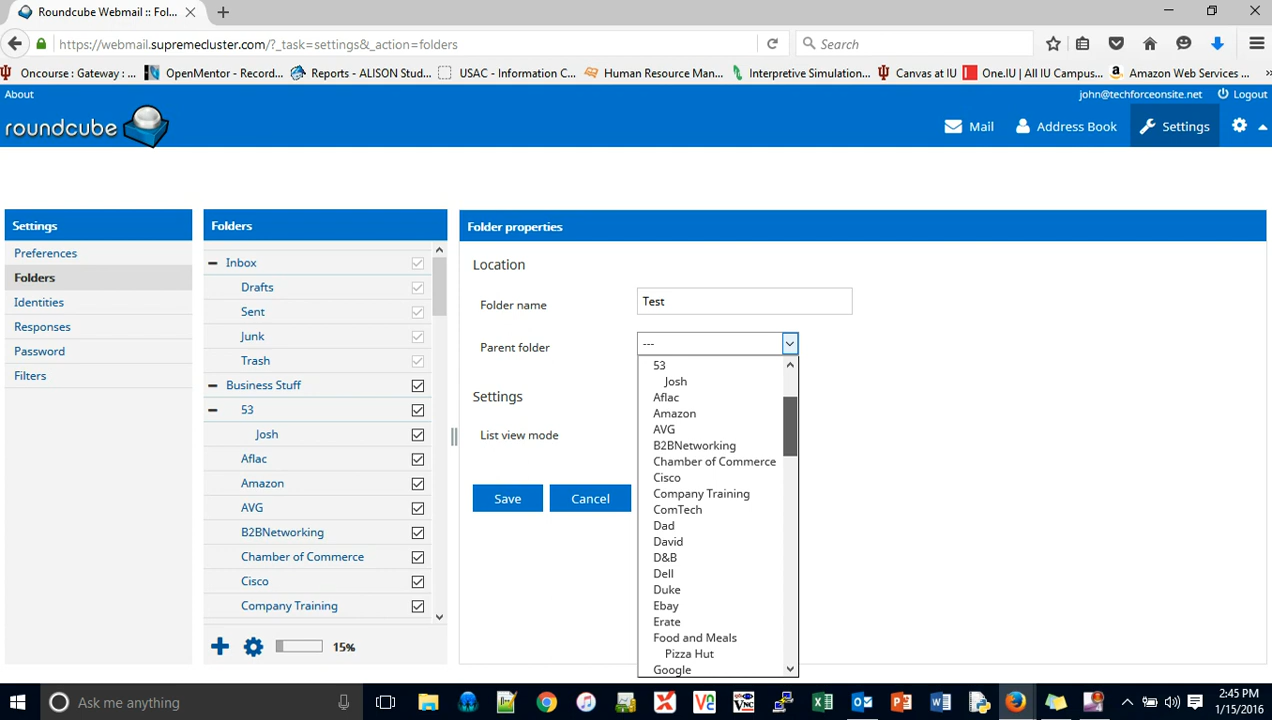 Roundcube Webmail :: Fol...
https://webmail.supremecluster.com/?_task=settings&_action=folders
Search
Oncourse : Gateway : ...
OpenMentor - Record...
Reports - ALISON Stud...
USAC - Information C...
Human Resource Man...
Interpretive Simulation...
Canvas at IU
One.IU | All IU Campus...
Amazon Web Services ...
About
john@techforceonsite.net
Logout
roundcube
Mail
Address Book
Settings
Settings
Preferences
Folders
Identities
Responses
Password
Filters
Folders
Inbox
Drafts
Sent
Junk
Trash
Business Stuff
53
Josh
Aflac
Amazon
AVG
B2BNetworking
Chamber of Commerce
Cisco
Company Training
15%
Folder properties
Location
Folder name
Test
Parent folder
---
Settings
List view mode
Save
Cancel
53
Josh
Aflac
Amazon
AVG
B2BNetworking
Chamber of Commerce
Cisco
Company Training
ComTech
Dad
David
D&B
Dell
Duke
Ebay
Erate
Food and Meals
Pizza Hut
Google
Ask me anything
2:45 PM
1/15/2016